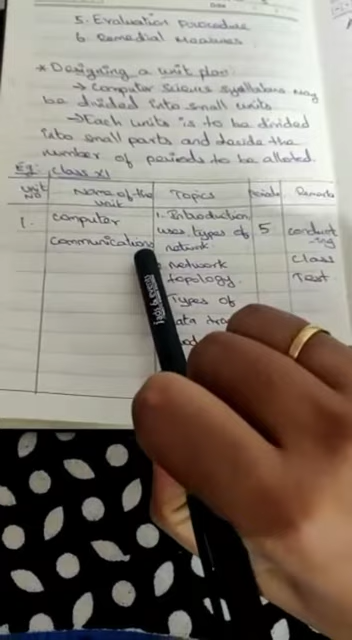 Date
5. Evaluation Procedure
6. Remedial Measures
* Designing a unit plan:
→ Computer Science syllabus may
be divided into small units
→ Each units is to be divided
into small parts and decide the
number of periods to be alloted.
Eg: Class XI
Unit No | Name of the unit | Topics | Periods | Remarks
1. | Computer Communications | 1. Introduction uses, types of network. | 5 | conducting Class Test
network topology.
Types of